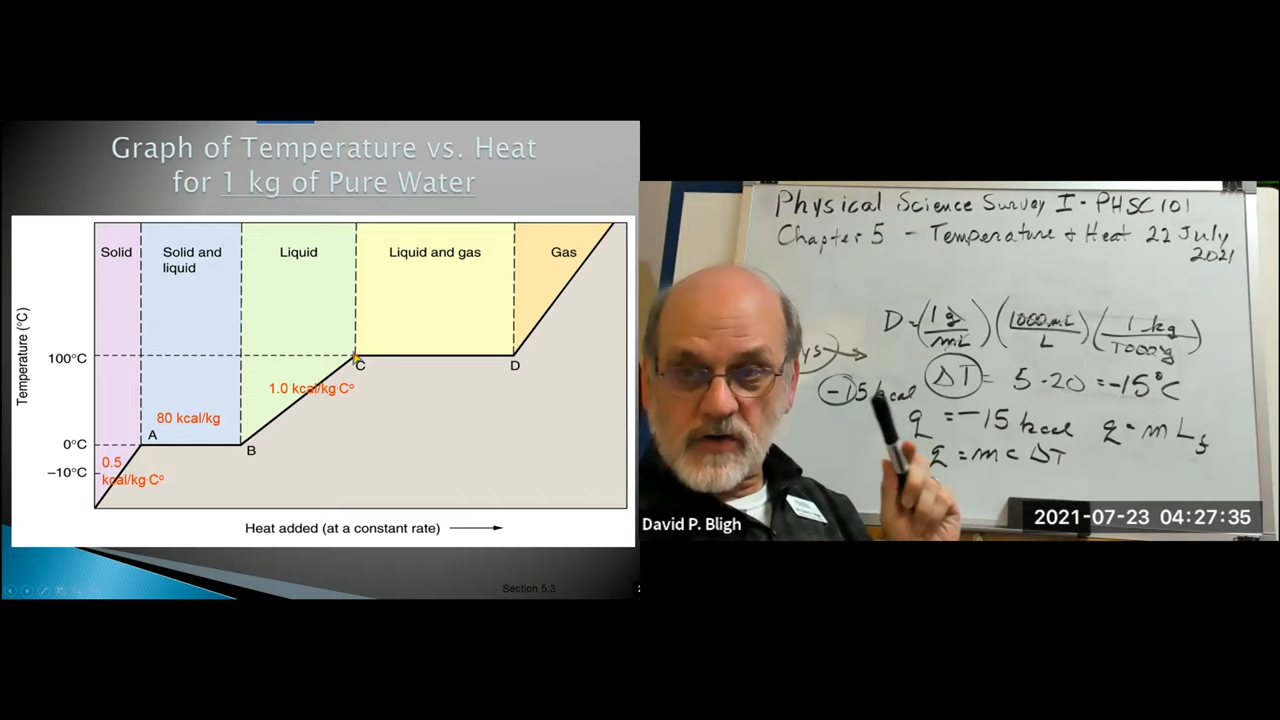 Graph of Temperature vs. Heat
for 1 kg of Pure Water
Solid
Solid and
liquid
Liquid
Liquid and gas
Gas
Temperature (°C)
100°C
0°C
−10°C
A
B
C
D
0.5
kcal/kg·C°
80 kcal/kg
1.0 kcal/kg·C°
Heat added (at a constant rate)
Section 5.3
Physical Science Survey I - PHSC 101
Chapter 5 - Temperature + Heat 22 July
2021
D = (1 g / mL) (1000 mL / L) (1 kg / 1000 g)
ΔT = 5 - 20 = -15°C
-15 kcal
q = -15 kcal q = m L f
q = m c ΔT
David P. Bligh
2021-07-23 04:27:35